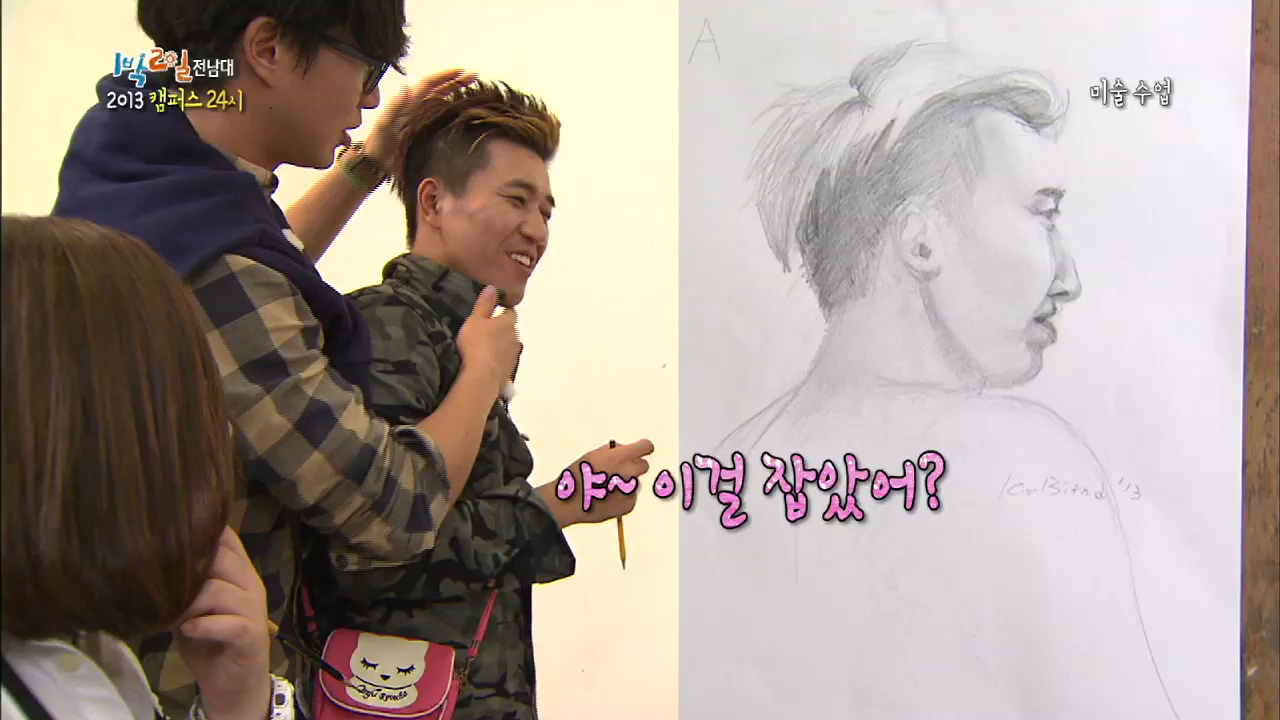 1박2일 전남대
2013 캠퍼스 24시
A
미술 수업
야~ 이걸 잡았어?
'13